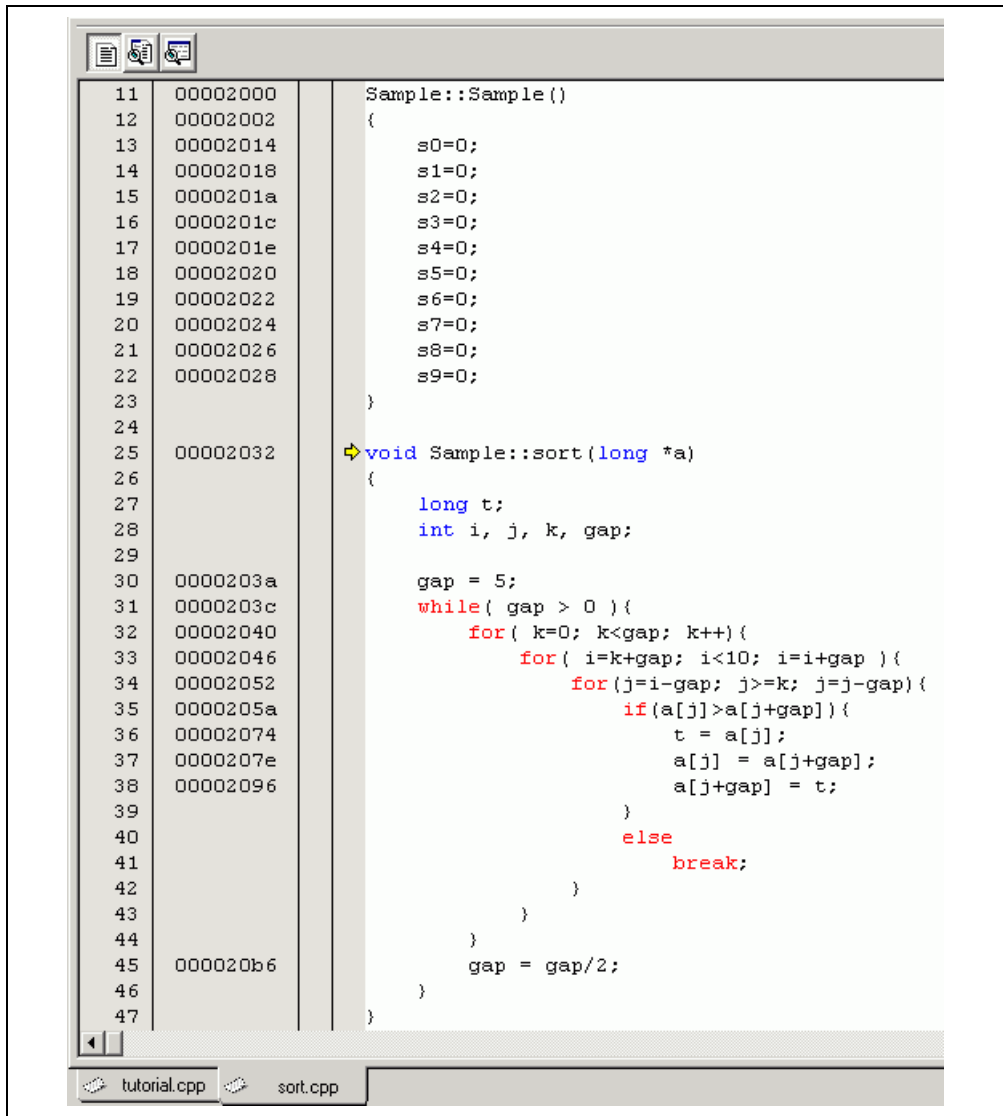 11 00002000 Sample::Sample()
12 00002002 {
13 00002014 s0=0;
14 00002018 s1=0;
15 0000201a s2=0;
16 0000201c s3=0;
17 0000201e s4=0;
18 00002020 s5=0;
19 00002022 s6=0;
20 00002024 s7=0;
21 00002026 s8=0;
22 00002028 s9=0;
23 }
24
25 00002032 void Sample::sort(long *a)
26 {
27 long t;
28 int i, j, k, gap;
29
30 0000203a gap = 5;
31 0000203c while( gap > 0 ){
32 00002040 for( k=0; k<gap; k++){
33 00002046 for( i=k+gap; i<10; i=i+gap ){
34 00002052 for(j=i-gap; j>=k; j=j-gap){
35 0000205a if(a[j]>a[j+gap]){
36 00002074 t = a[j];
37 0000207e a[j] = a[j+gap];
38 00002096 a[j+gap] = t;
39 }
40 else
41 break;
42 }
43 }
44 }
45 000020b6 gap = gap/2;
46 }
47 }
tutorial.cpp sort.cpp